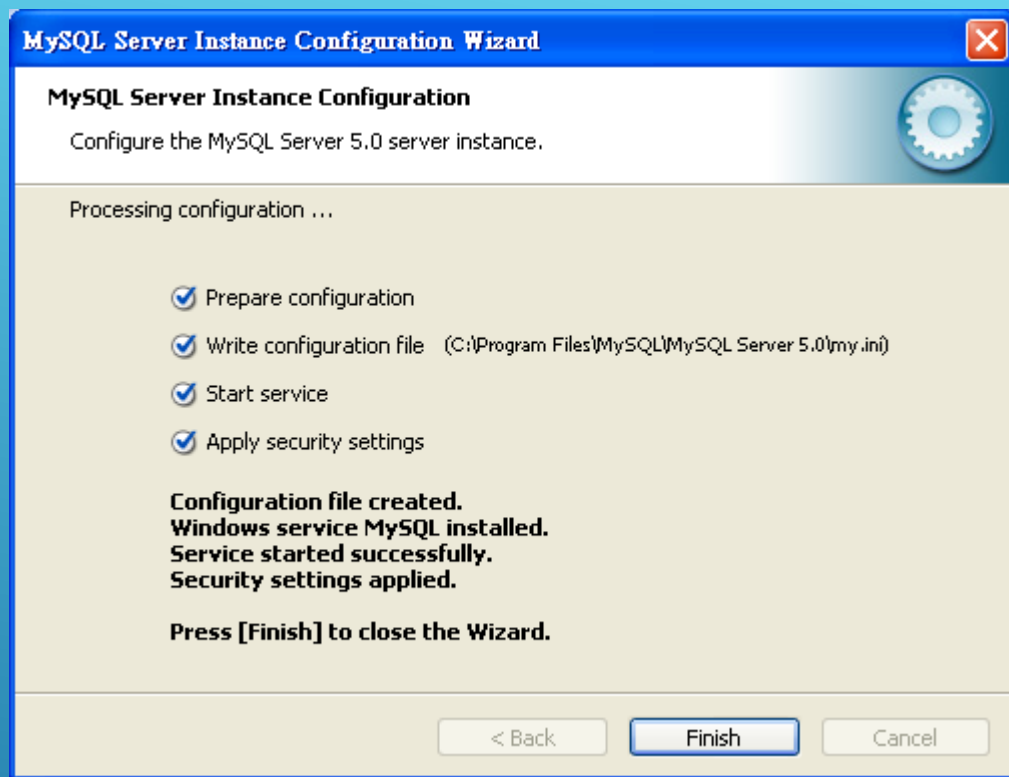 MySQL Server Instance Configuration Wizard
MySQL Server Instance Configuration
Configure the MySQL Server 5.0 server instance.
Processing configuration ...
Prepare configuration
Write configuration file (C:\Program Files\MySQL\MySQL Server 5.0\my.ini)
Start service
Apply security settings
Configuration file created.
Windows service MySQL installed.
Service started successfully.
Security settings applied.
Press [Finish] to close the Wizard.
< Back Finish Cancel